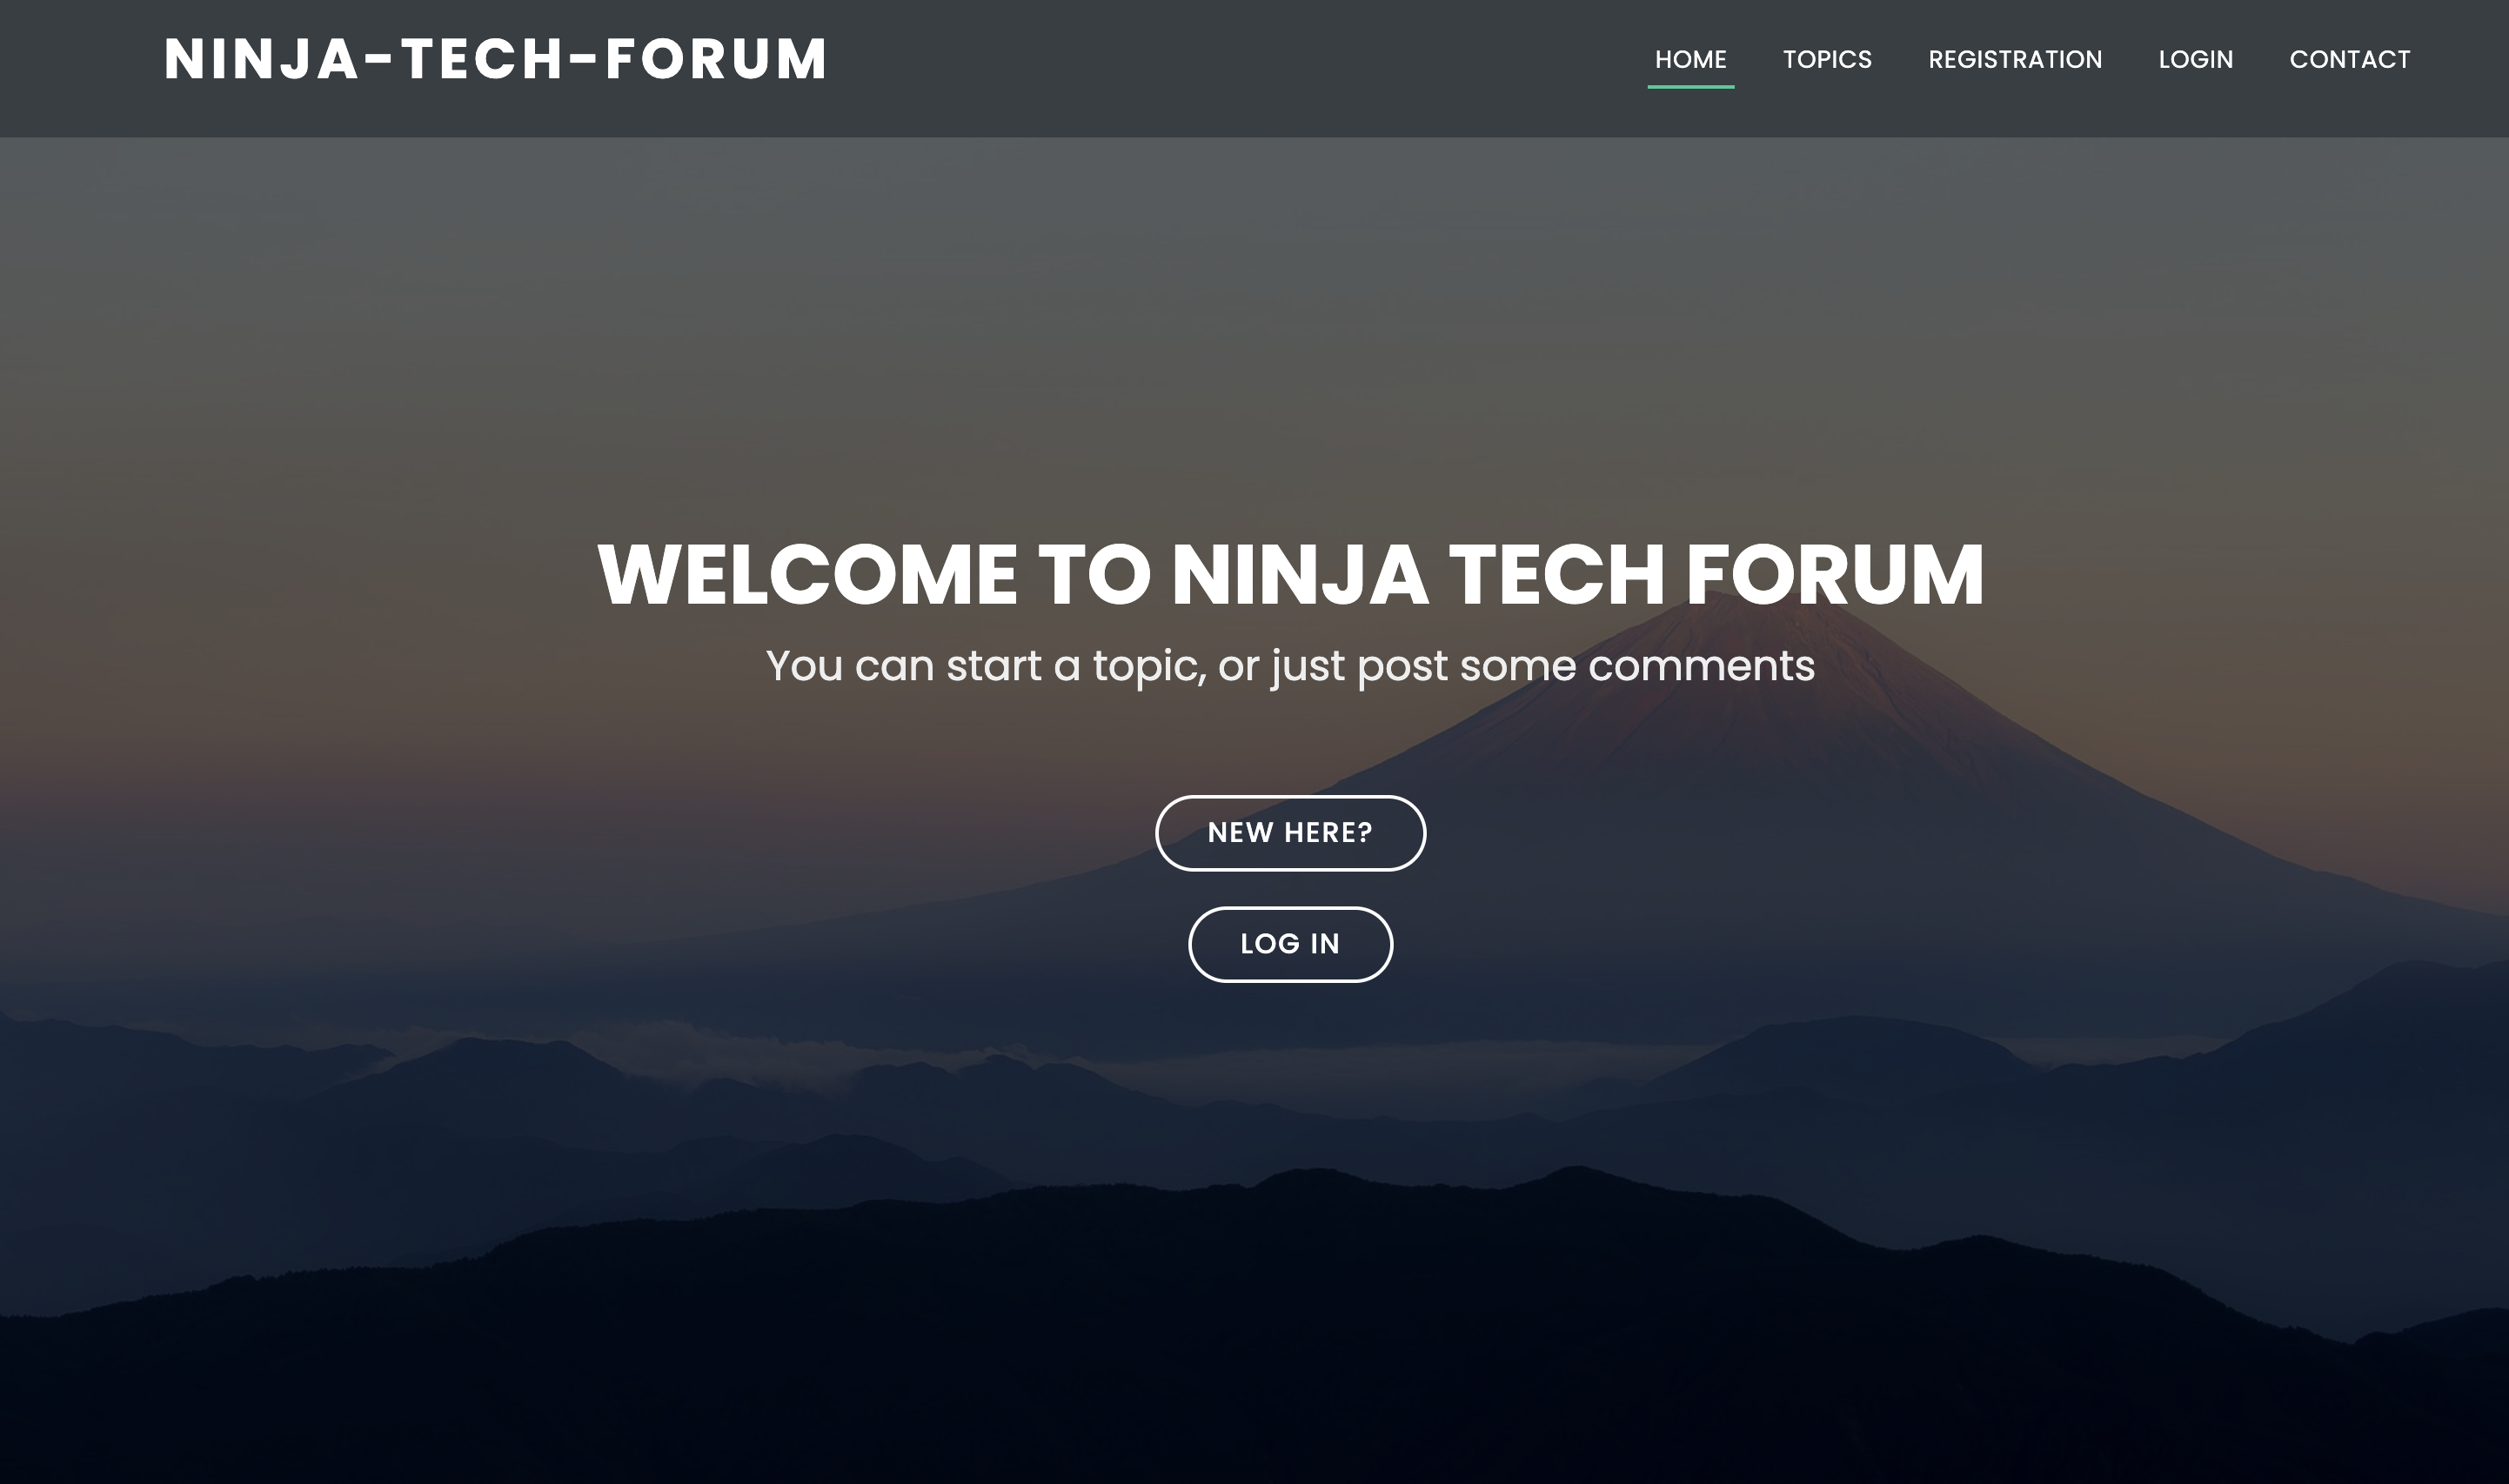 NINJA-TECH-FORUM
HOME TOPICS REGISTRATION LOGIN CONTACT
WELCOME TO NINJA TECH FORUM
You can start a topic, or just post some comments
NEW HERE?
LOG IN